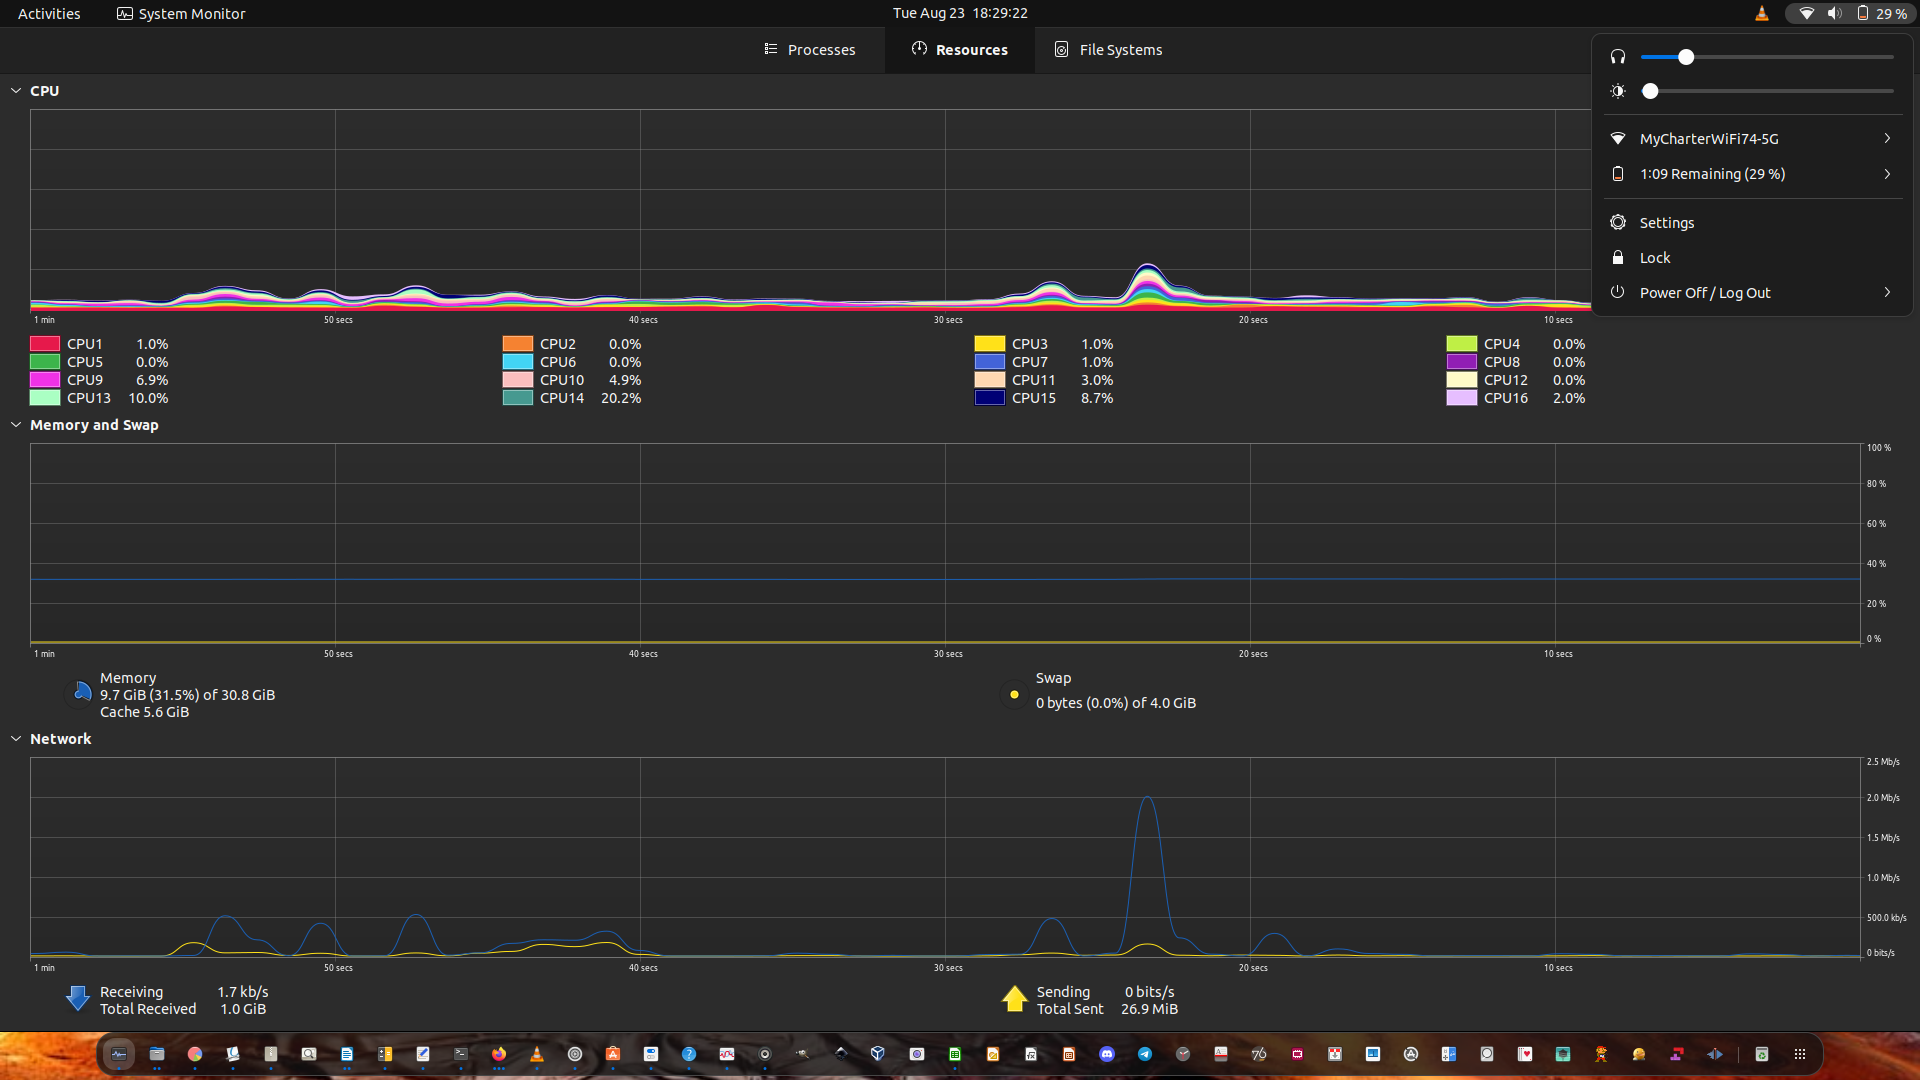 Activities System Monitor Tue Aug 23 18:29:22 29 %
Processes Resources File Systems
CPU
1 min 50 secs 40 secs 30 secs 20 secs 10 secs
CPU1 1.0% CPU2 0.0% CPU3 1.0% CPU4 0.0%
CPU5 0.0% CPU6 0.0% CPU7 1.0% CPU8 0.0%
CPU9 6.9% CPU10 4.9% CPU11 3.0% CPU12 0.0%
CPU13 10.0% CPU14 20.2% CPU15 8.7% CPU16 2.0%
MyCharterWiFi74-5G
1:09 Remaining (29 %)
Settings
Lock
Power Off / Log Out
Memory and Swap
100 %
80 %
60 %
40 %
20 %
0 %
1 min 50 secs 40 secs 30 secs 20 secs 10 secs
Memory
9.7 GiB (31.5%) of 30.8 GiB
Cache 5.6 GiB
Swap
0 bytes (0.0%) of 4.0 GiB
Network
2.5 Mb/s
2.0 Mb/s
1.5 Mb/s
1.0 Mb/s
500.0 kb/s
0 bits/s
1 min 50 secs 40 secs 30 secs 20 secs 10 secs
Receiving 1.7 kb/s
Total Received 1.0 GiB
Sending 0 bits/s
Total Sent 26.9 MiB
76